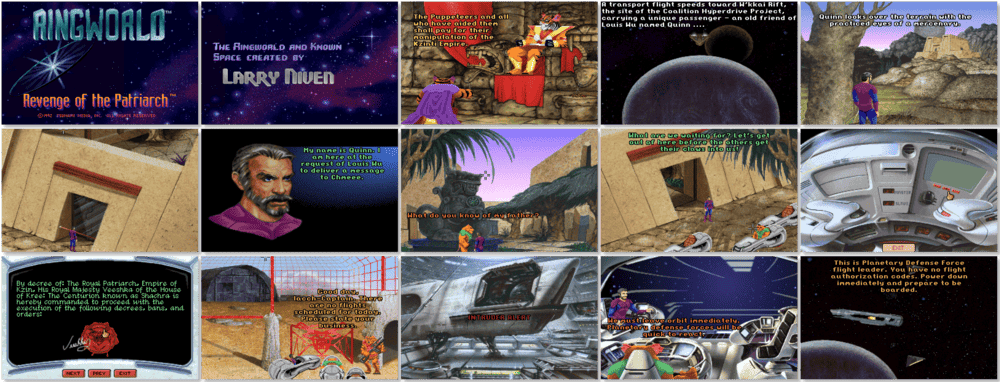 RINGWORLD
Revenge of the Patriarch™
THE RINGWORLD AND KNOWN
SPACE CREATED BY
LARRY NIVEN
The Puppeteers and all
who have aided them
shall pay for their
manipulation of the
Kzinti Empire.
A transport flight speeds toward W'kkai Rift,
the site of the Coalition Hyperdrive Project,
carrying a unique passenger - an old friend of
Louis Wu named Quinn ....
Quinn looks over the terrain with the
practiced eyes of a mercenary.
My name is Quinn. I
am here at the
request of Louis Wu
to deliver a message
to Chmeee.
What do you know of my father?
What are we waiting for? Let's get
out of here before the others get
their claws into us!
EXIT
By decree of: The Royal Patriarch, Empire of
Kzin, His Royal Majesty Veeshka of the House
of Kree: The Centurion known as Shachra is
hereby commanded to proceed with the
execution of the following decrees, bans, and
orders:
NEXT
PREV
EXIT
Good day,
There
are no flights
scheduled for today.
Please state your
business.
INTRUDER ALERT
We must leave orbit immediately.
Planetary defense forces will be
quick to react.
This is Planetary Defense Force
flight leader. You have no flight
authorization codes. Power down
immediately and prepare to be
boarded.